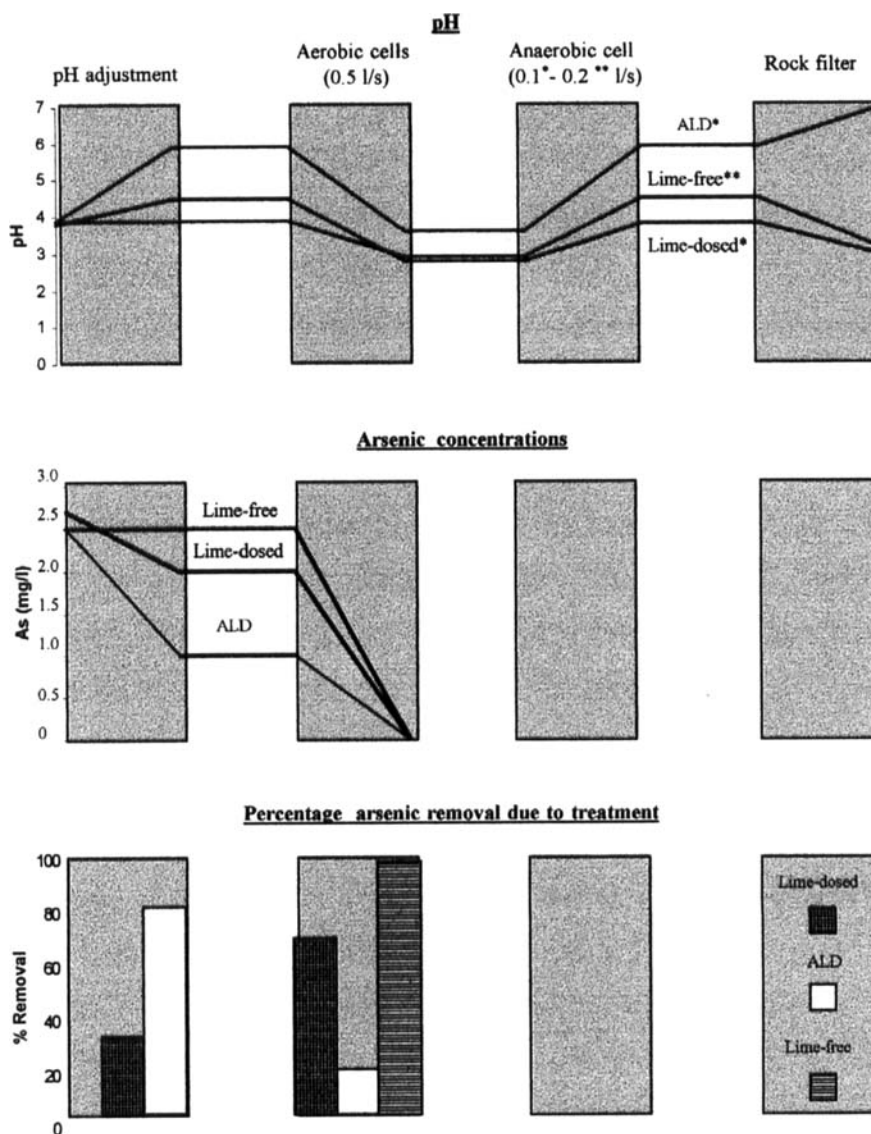 pH
pH adjustment
Aerobic cells
(0.5 l/s)
Anaerobic cell
(0.1*- 0.2 ** l/s)
Rock filter
7
6
5
4
3
2
1
0
pH
ALD*
Lime-free**
Lime-dosed*
Arsenic concentrations
3.0
2.5
2.0
1.5
1.0
0.5
0
As (mg/l)
Lime-free
Lime-dosed
ALD
Percentage arsenic removal due to treatment
100
80
60
40
20
0
% Removal
Lime-dosed
ALD
Lime-free